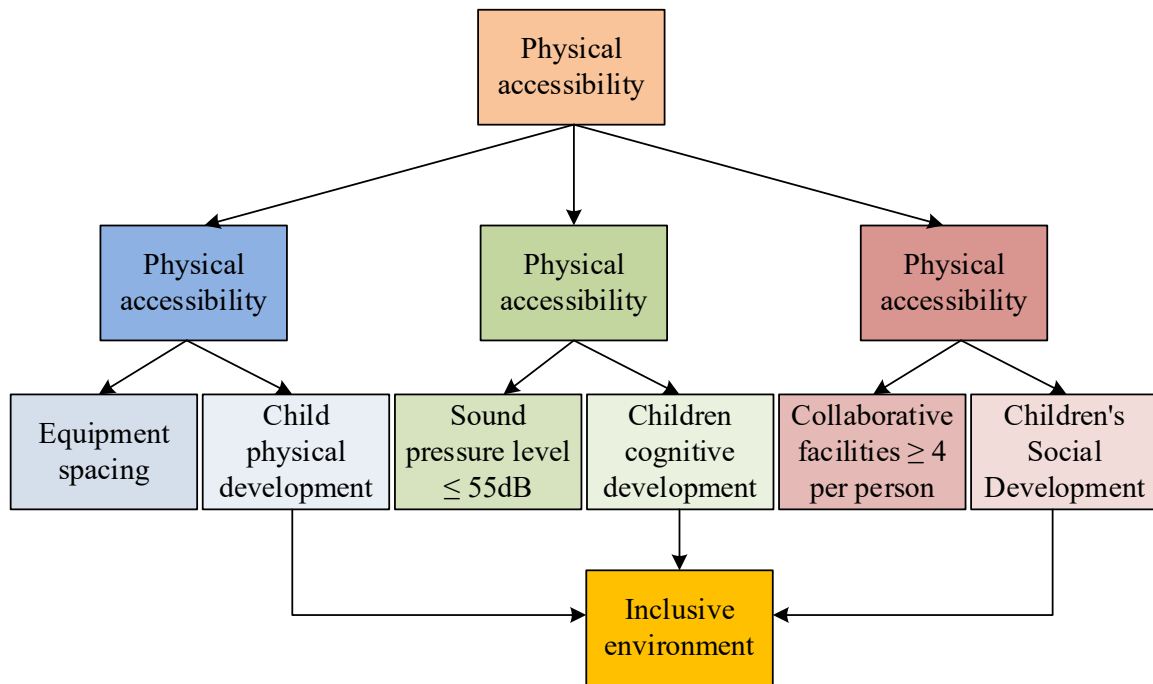 Physical
accessibility
Physical
accessibility
Physical
accessibility
Physical
accessibility
Equipment
spacing
Child
physical
development
Sound
pressure level
≤ 55dB
Children
cognitive
development
Collaborative
facilities ≥ 4
per person
Children's
Social
Development
Inclusive
environment